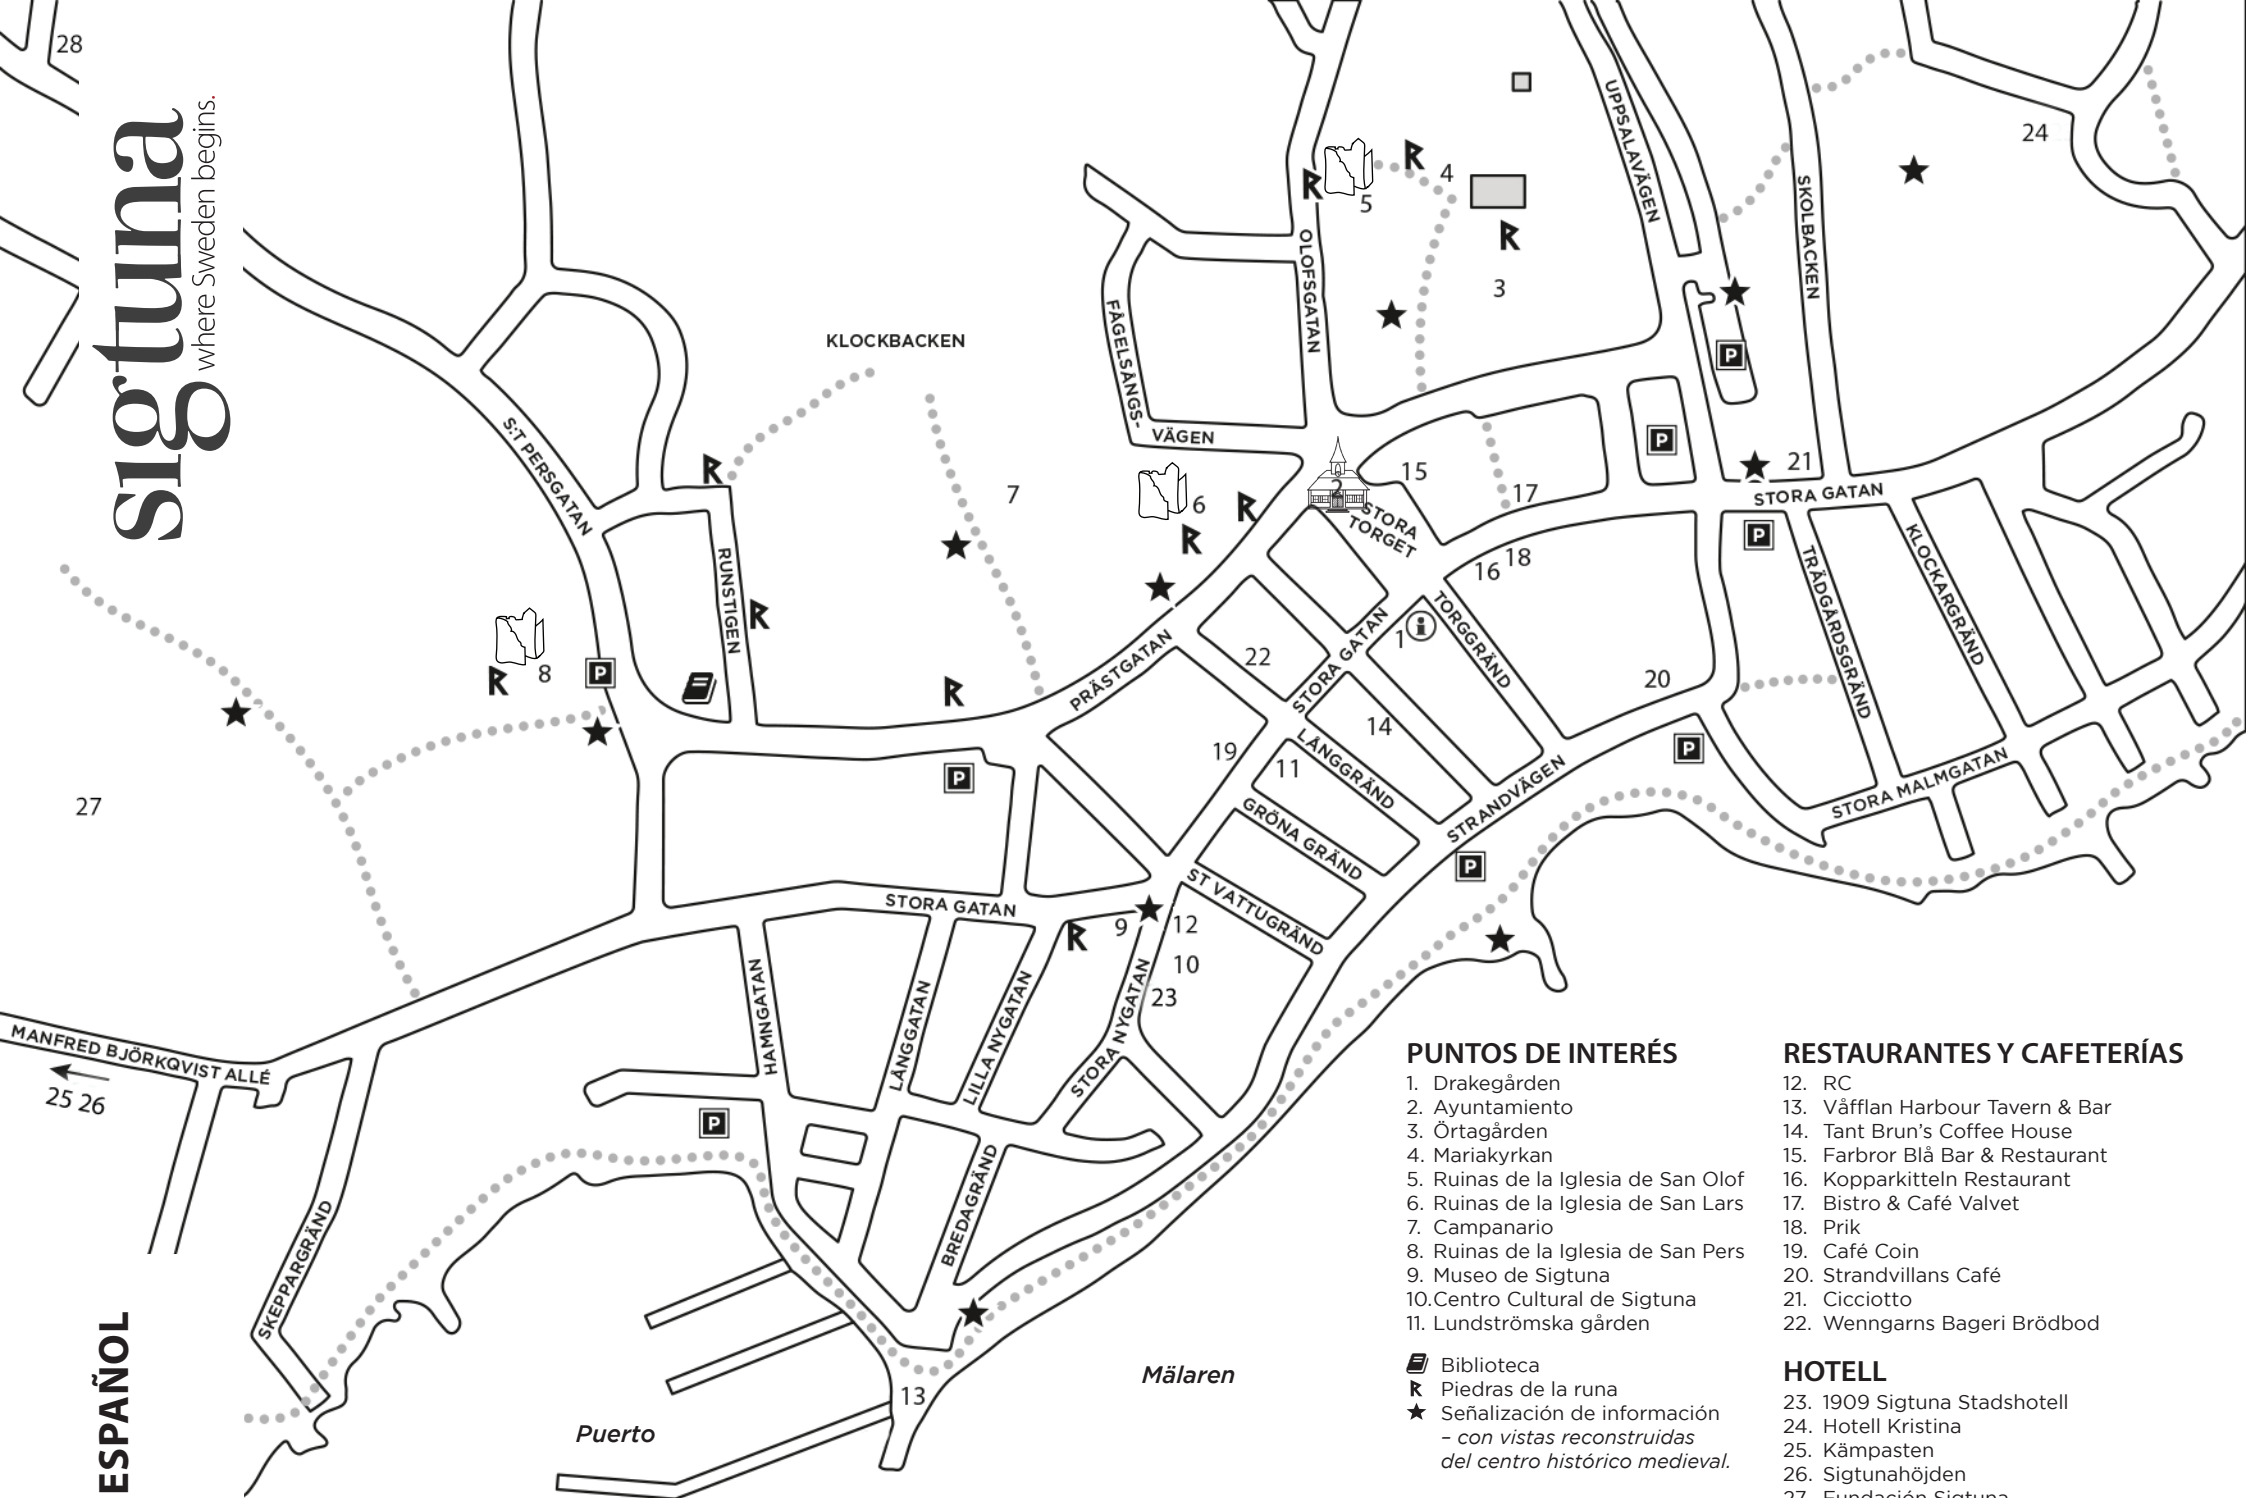 28
sigtuna
where Sweden begins.
ESPAÑOL
24
UPPSALAVÄGEN
SKOLBACKEN
4
5
3
OLOFSGATAN
FÅGELSÅNGS-
VÄGEN
KLOCKBACKEN
S:T PERSGATAN
RUNSTIGEN
7
6
2
15
17
21
P
P
P
STORA
TORGET
STORA GATAN
16
18
TORGGRÄND
1
i
TRÄDGÅRDSGRÄND
KLOCKARGRÄND
8
P
PRÄSTGATAN
22
STORA GATAN
20
14
19
11
LÅNGGRÄND
GRÖNA GRÄND
ST VATTUGRÄND
STRANDVÄGEN
STORA MALMGATAN
P
P
P
27
STORA GATAN
9
12
10
23
HAMNGATAN
LÅNGGATAN
LILLA NYGATAN
STORA NYGATAN
MANFRED BJÖRKQVIST ALLÉ
25 26
P
BREDAGRÄND
SKEPPARGRÄND
13
Mälaren
Puerto
PUNTOS DE INTERÉS
1. Drakegården
2. Ayuntamiento
3. Örtagården
4. Mariakyrkan
5. Ruinas de la Iglesia de San Olof
6. Ruinas de la Iglesia de San Lars
7. Campanario
8. Ruinas de la Iglesia de San Pers
9. Museo de Sigtuna
10. Centro Cultural de Sigtuna
11. Lundströmska gården
Biblioteca
Piedras de la runa
Señalización de información
– con vistas reconstruidas
del centro histórico medieval.
RESTAURANTES Y CAFETERÍAS
12. RC
13. Våfflan Harbour Tavern & Bar
14. Tant Brun’s Coffee House
15. Farbror Blå Bar & Restaurant
16. Kopparkitteln Restaurant
17. Bistro & Café Valvet
18. Prik
19. Café Coin
20. Strandvillans Café
21. Cicciotto
22. Wenngarns Bageri Brödbod
HOTELL
23. 1909 Sigtuna Stadshotell
24. Hotell Kristina
25. Kämpasten
26. Sigtunahöjden
27. Fundación Sigtuna